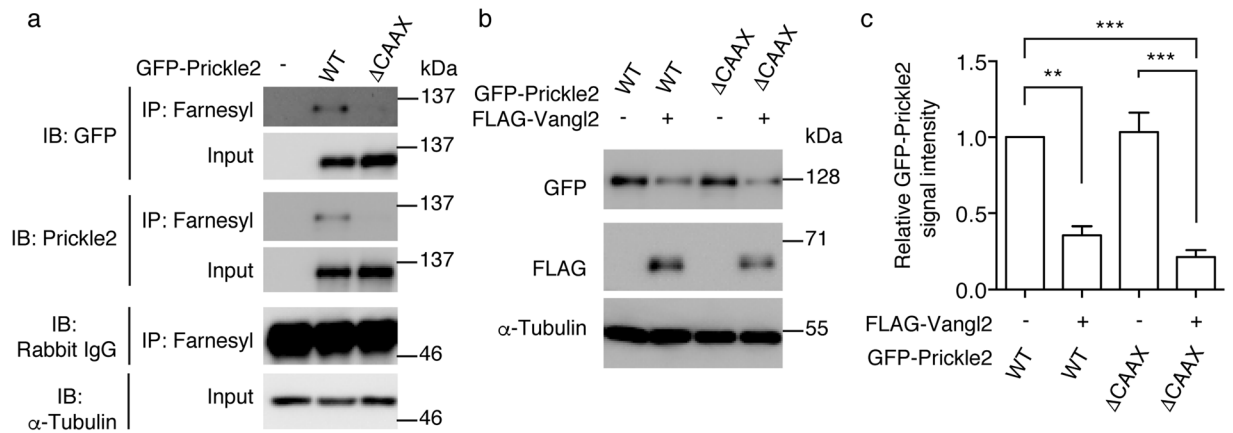 a
GFP-Prickle2 - WT ΔCAAX kDa
IB: GFP
IP: Farnesyl 137
Input 137
IB: Prickle2
IP: Farnesyl 137
Input 137
IB:
Rabbit IgG
IP: Farnesyl 46
IB:
α-Tubulin
Input 46
b
GFP-Prickle2 WT WT ΔCAAX ΔCAAX
FLAG-Vangl2 - + - +
kDa
GFP 128
71
FLAG
α-Tubulin 55
c
Relative GFP-Prickle2
signal intensity
1.5
1.0
0.5
0.0
***
***
**
FLAG-Vangl2 - + - +
GFP-Prickle2 WT WT ΔCAAX ΔCAAX